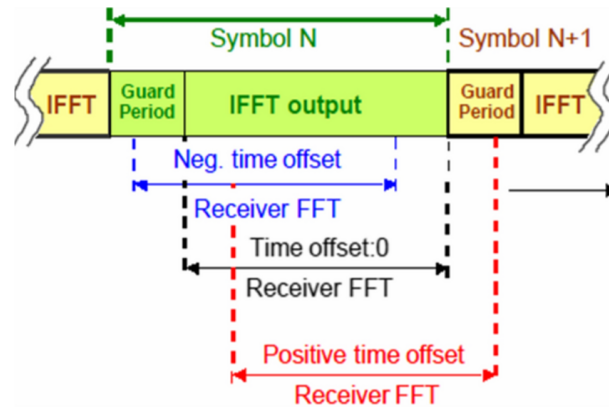 Symbol N
Symbol N+1
IFFT
Guard
Period
IFFT output
Guard
Period
IFFT
Neg. time offset
Receiver FFT
Time offset:0
Receiver FFT
Positive time offset
Receiver FFT